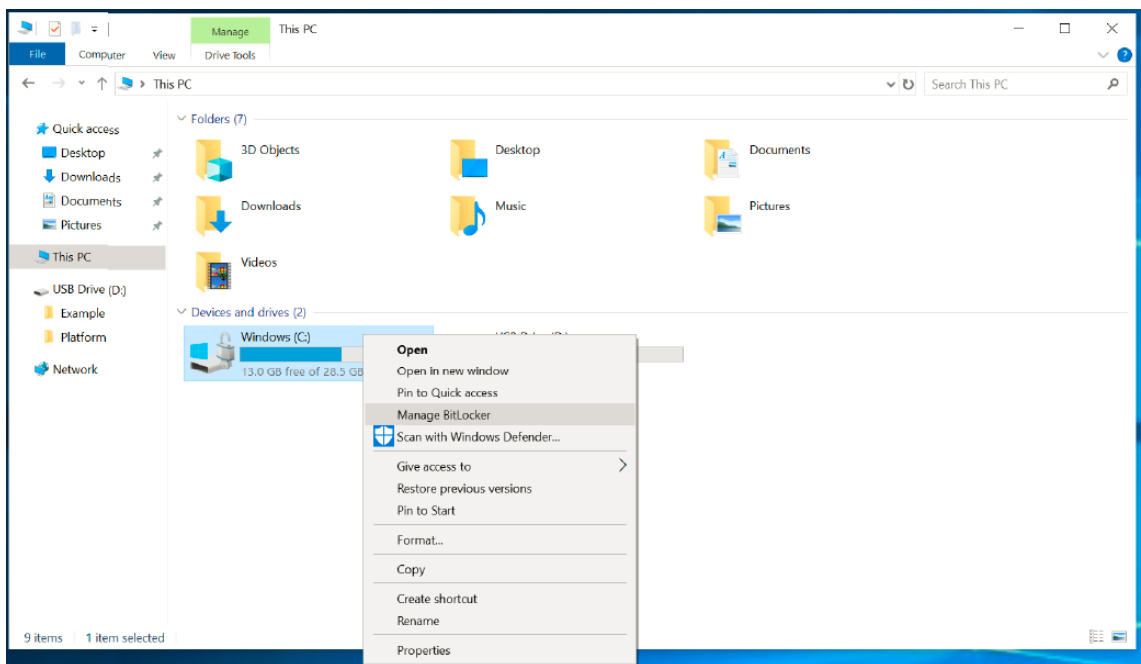 Manage This PC
File Computer View Drive Tools
This PC Search This PC
Quick access
Desktop
Downloads
Documents
Pictures
This PC
USB Drive (D:)
Example
Platform
Network
Folders (7)
3D Objects Desktop Documents
Downloads Music Pictures
Videos
Devices and drives (2)
Windows (C:)
13.0 GB free of 28.5 GB
USB Drive (D:)
Open
Open in new window
Pin to Quick access
Manage BitLocker
Scan with Windows Defender...
Give access to
Restore previous versions
Pin to Start
Format...
Copy
Create shortcut
Rename
Properties
9 items 1 item selected